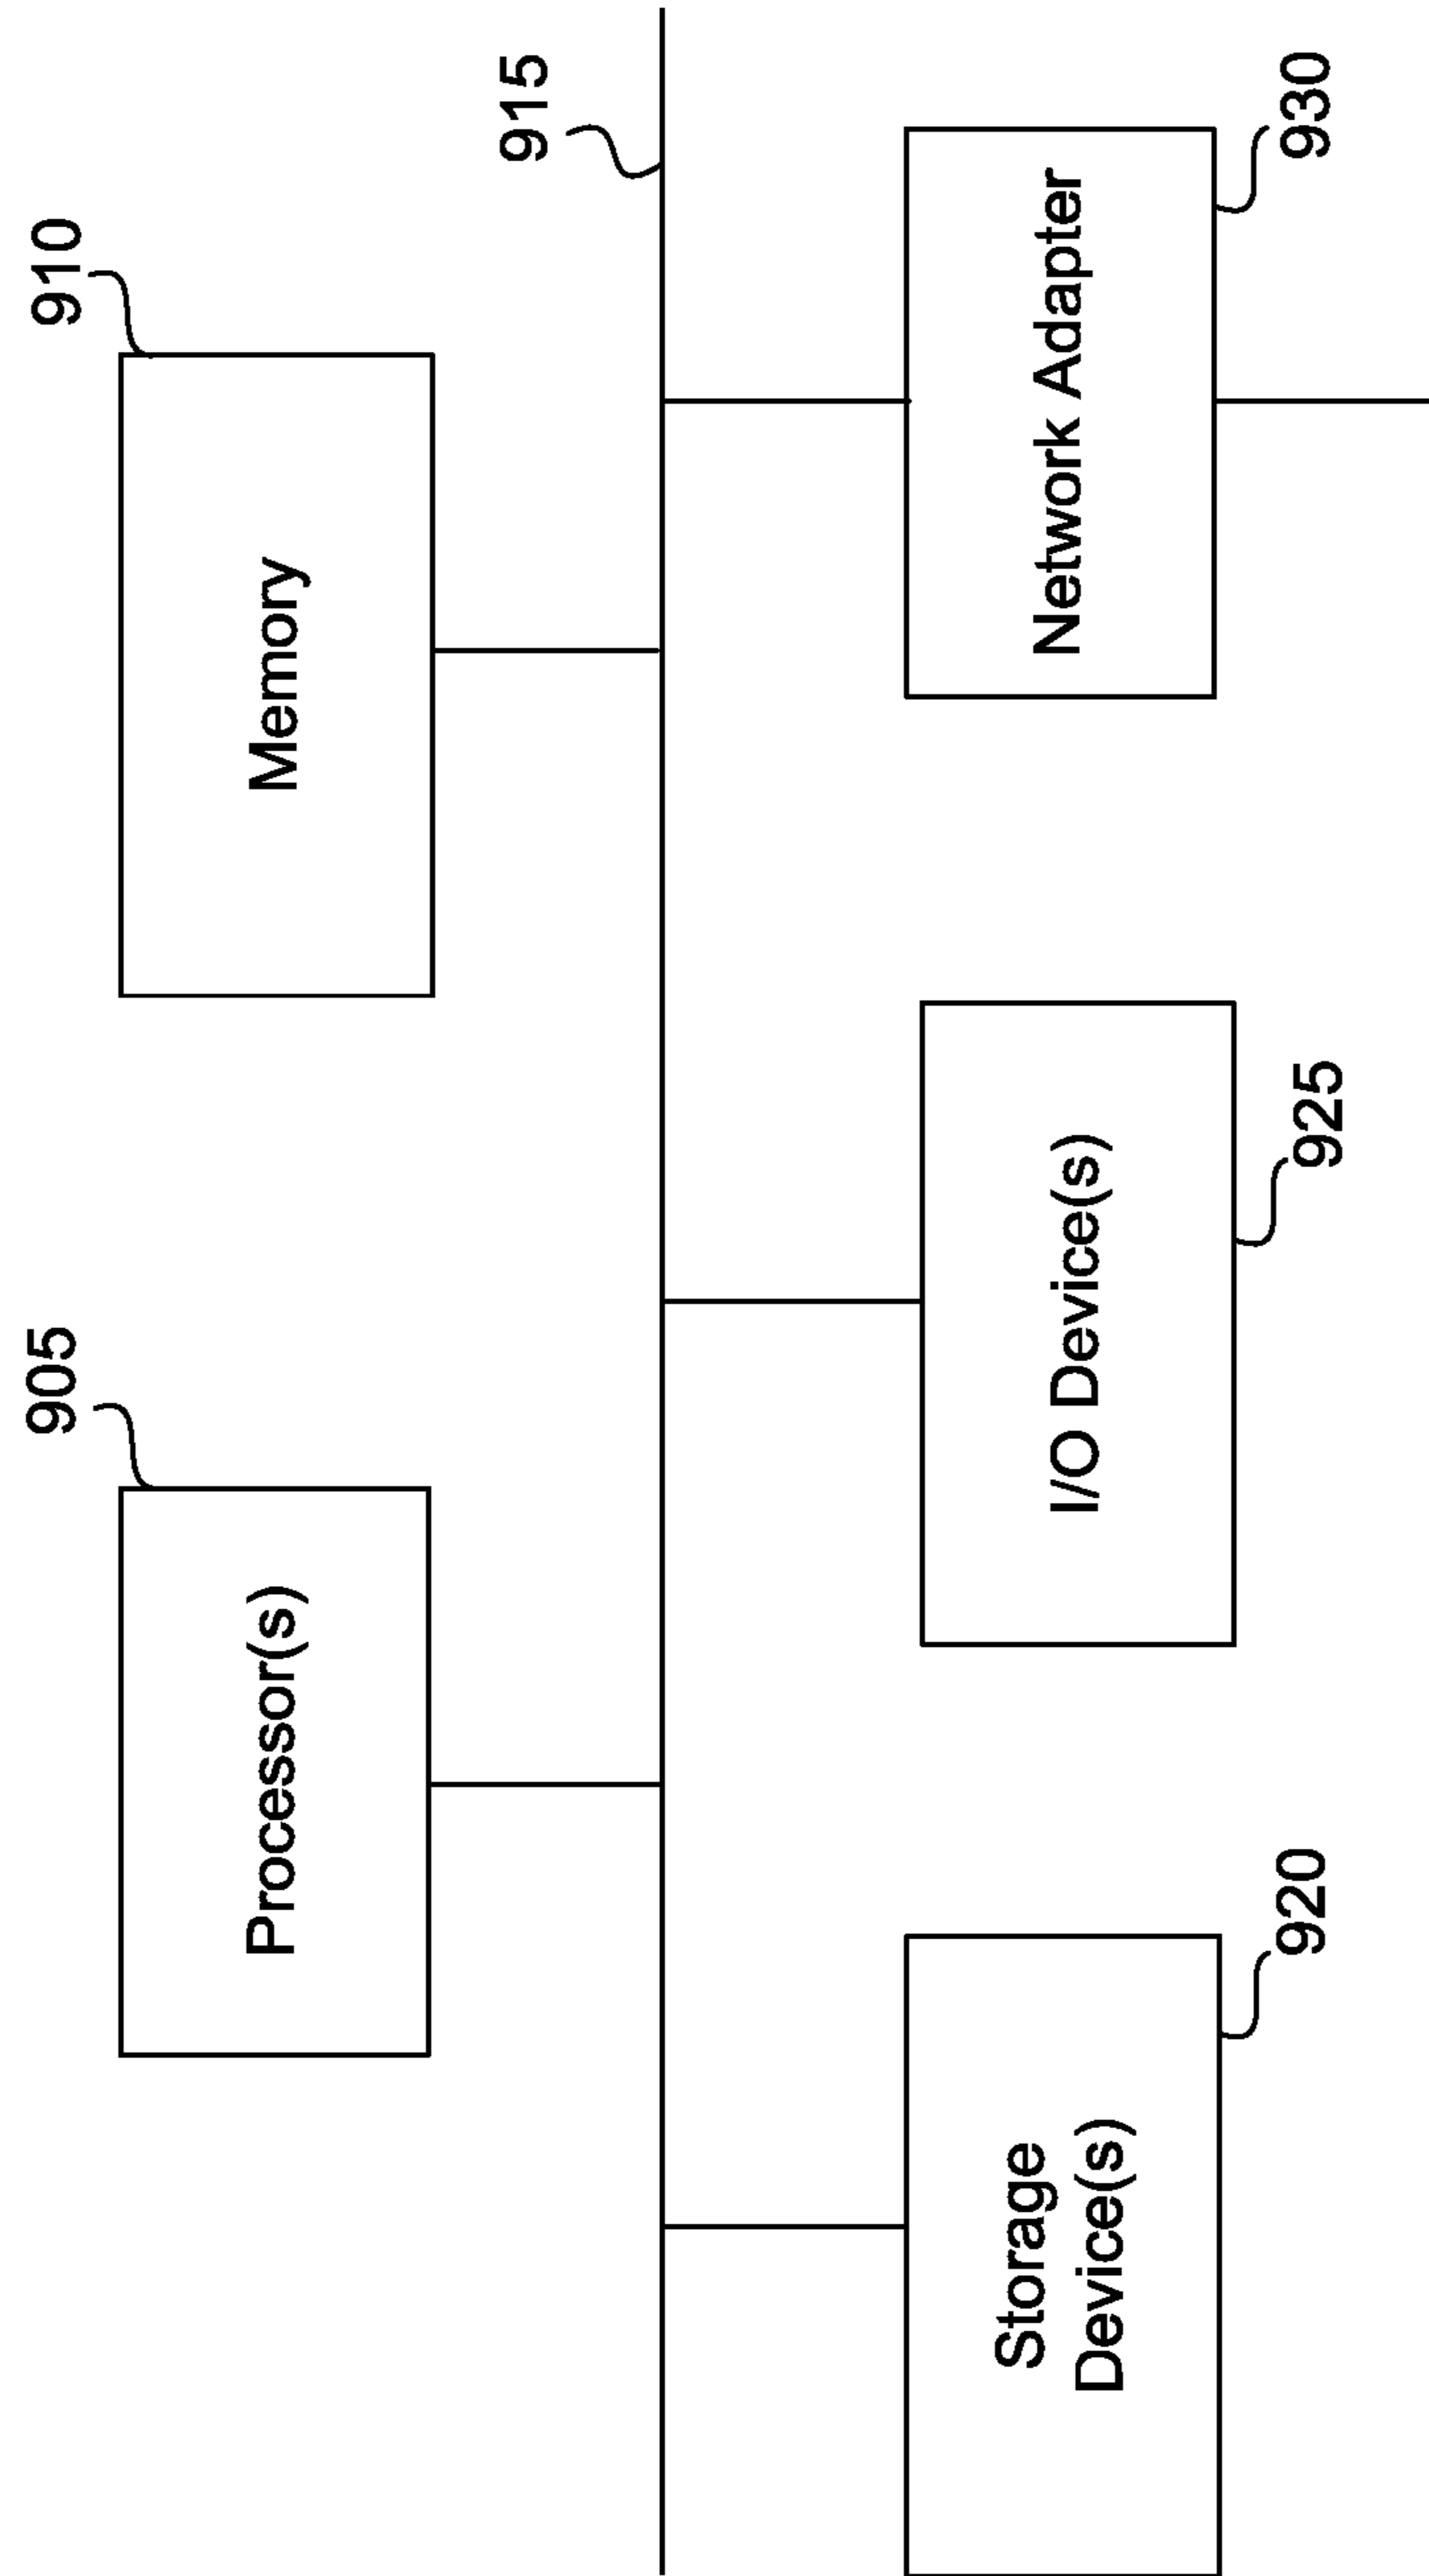 905
910
Processor(s)
Memory
915
Storage
Device(s)
I/O Device(s)
Network Adapter
920
925
930